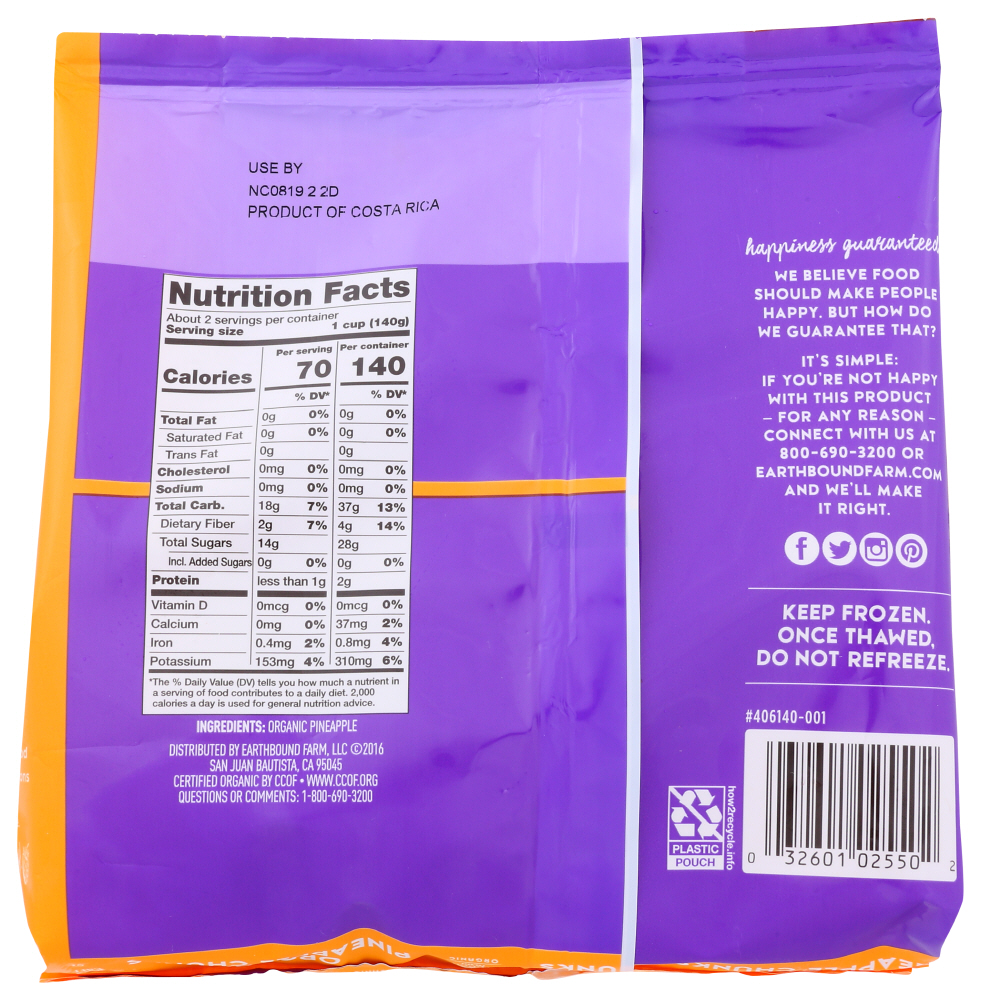 USE BY
NC0819 2 2D
PRODUCT OF COSTA RICA
Nutrition Facts
About 2 servings per container
Serving size 1 cup (140g)
Per serving Per container
Calories 70 140
% DV* % DV*
Total Fat 0g 0% 0g 0%
Saturated Fat 0g 0% 0g 0%
Trans Fat 0g 0g
Cholesterol 0mg 0% 0mg 0%
Sodium 0mg 0% 0mg 0%
Total Carb. 18g 7% 37g 13%
Dietary Fiber 2g 7% 4g 14%
Total Sugars 14g 28g
Incl. Added Sugars 0g 0% 0g 0%
Protein less than 1g 2g
Vitamin D 0mcg 0% 0mcg 0%
Calcium 0mg 0% 37mg 2%
Iron 0.4mg 2% 0.8mg 4%
Potassium 153mg 4% 310mg 6%
*The % Daily Value (DV) tells you how much a nutrient in
a serving of food contributes to a daily diet. 2,000
calories a day is used for general nutrition advice.
INGREDIENTS: ORGANIC PINEAPPLE
DISTRIBUTED BY EARTHBOUND FARM, LLC ©2016
SAN JUAN BAUTISTA, CA 95045
CERTIFIED ORGANIC BY CCOF • WWW.CCOF.ORG
QUESTIONS OR COMMENTS: 1-800-690-3200
happiness guaranteed
WE BELIEVE FOOD
SHOULD MAKE PEOPLE
HAPPY. BUT HOW DO
WE GUARANTEE THAT?
IT'S SIMPLE:
IF YOU'RE NOT HAPPY
WITH THIS PRODUCT
– FOR ANY REASON –
CONNECT WITH US AT
800-690-3200 OR
EARTHBOUNDFARM.COM
AND WE'LL MAKE
IT RIGHT.
KEEP FROZEN.
ONCE THAWED,
DO NOT REFREEZE.
#406140-001
0 32601 02550 2
PLASTIC
POUCH
how2recycle.info